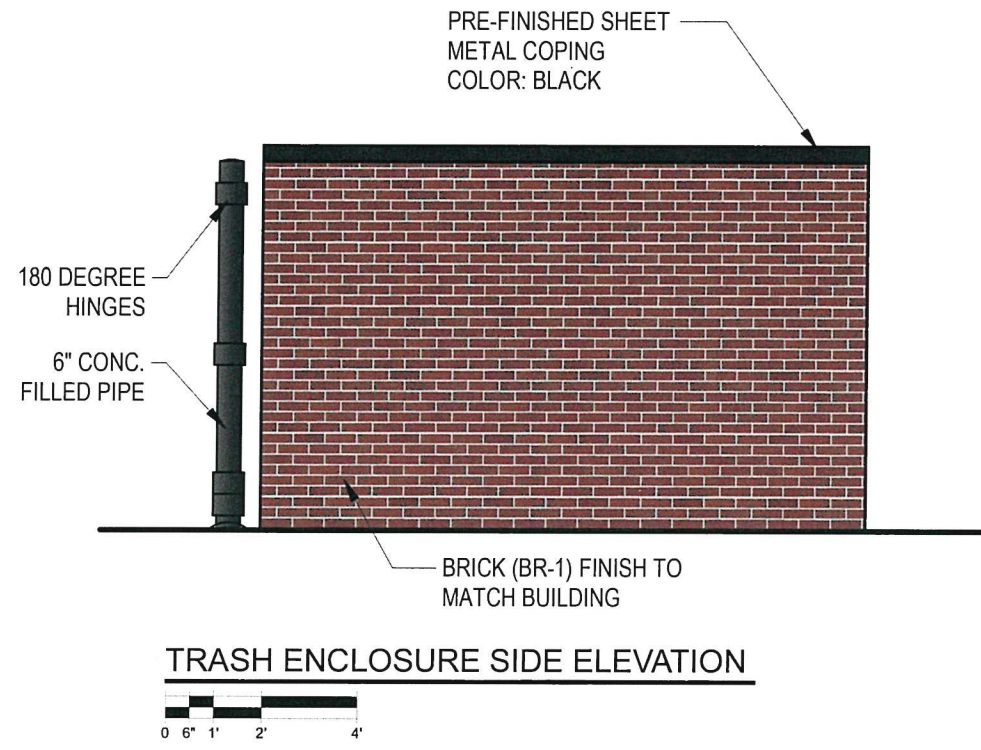 PRE-FINISHED SHEET
METAL COPING
COLOR: BLACK
180 DEGREE
HINGES
6" CONC.
FILLED PIPE
BRICK (BR-1) FINISH TO
MATCH BUILDING
TRASH ENCLOSURE SIDE ELEVATION
0 6" 1' 2' 4'